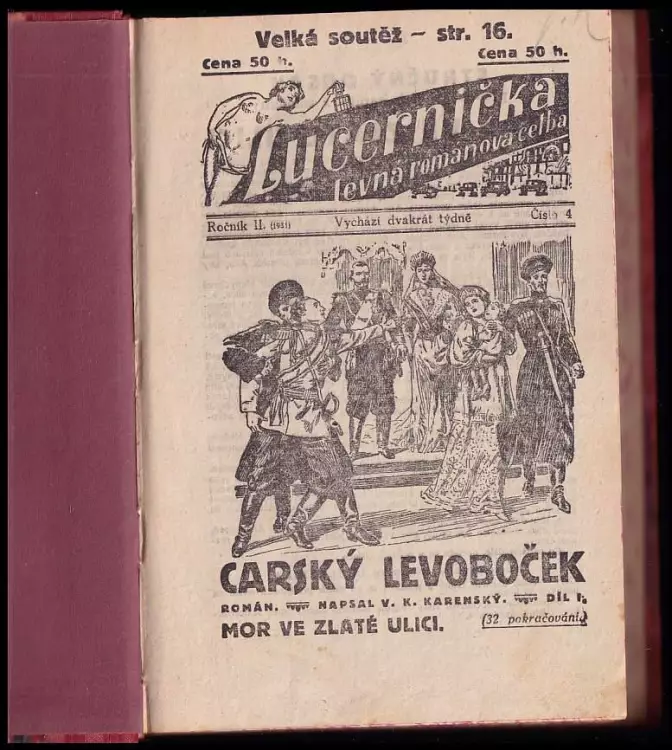 Velká soutěž – str. 16.
Cena 50 h. Cena 50 h.
Lucernička
levná románová četba
Ročník II. (1931) Vychází dvakrát týdně Číslo 4
CARSKÝ LEVOBOČEK
ROMÁN. NAPSAL V. K. KARENSKÝ. DÍL I.
MOR VE ZLATÉ ULICI. (32. pokračování.)